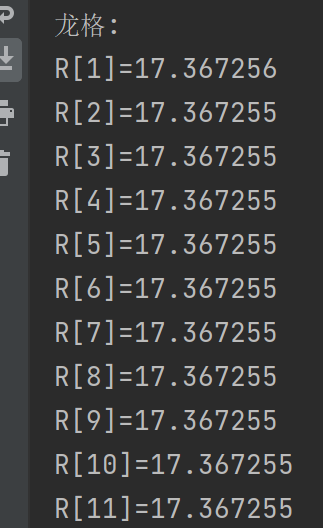 龙格:
R[1]=17.367256
R[2]=17.367255
R[3]=17.367255
R[4]=17.367255
R[5]=17.367255
R[6]=17.367255
R[7]=17.367255
R[8]=17.367255
R[9]=17.367255
R[10]=17.367255
R[11]=17.367255